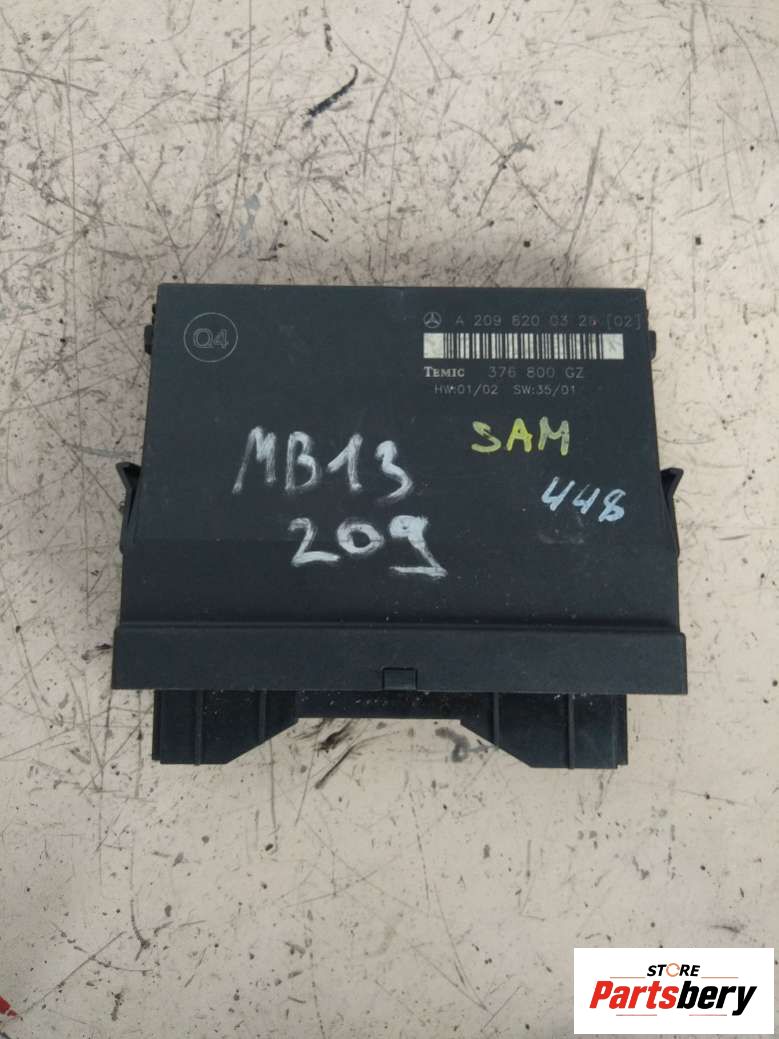 Q4
A 209 820 03 26 [02]
TEMIC 376 800 GZ
HW:01/02 SW:35/01
SAM
MB13
448
209
STORE
Partsbery